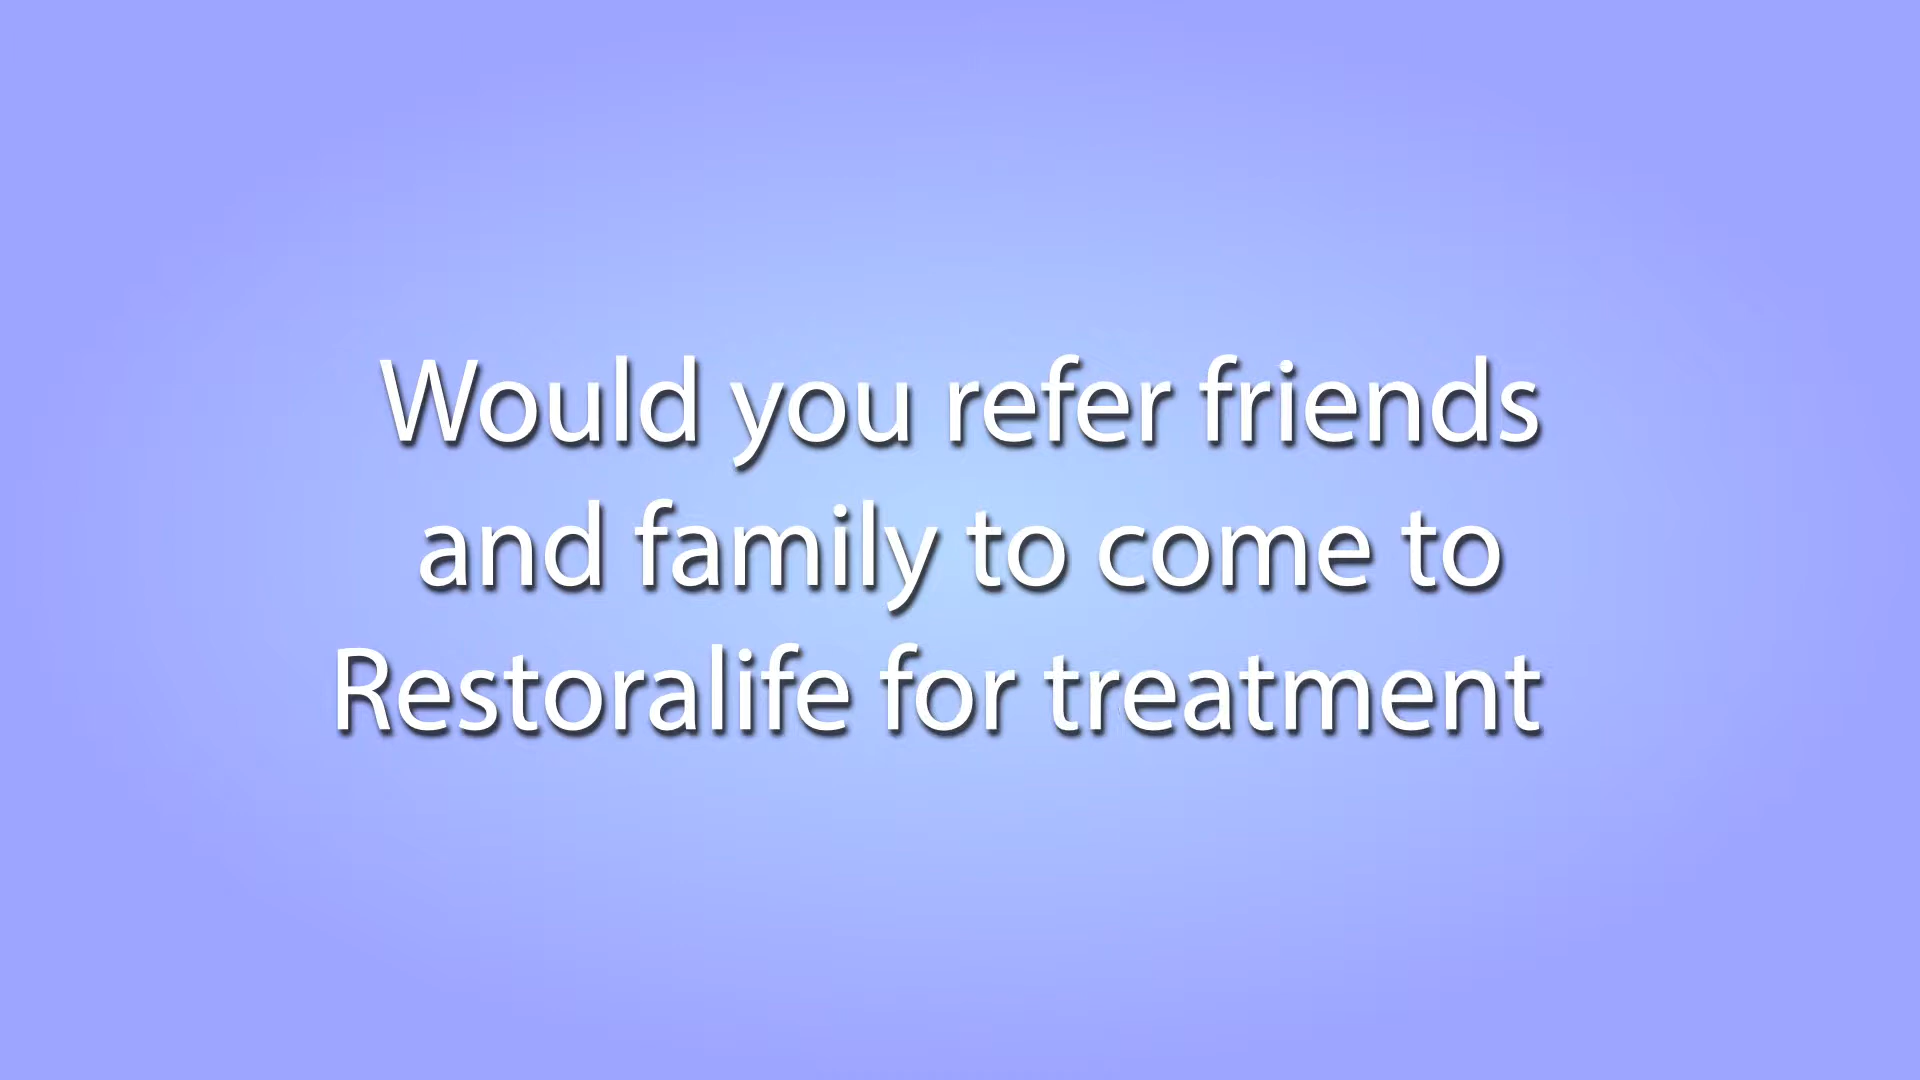 Would you refer friends
and family to come to
Restoralife for treatment